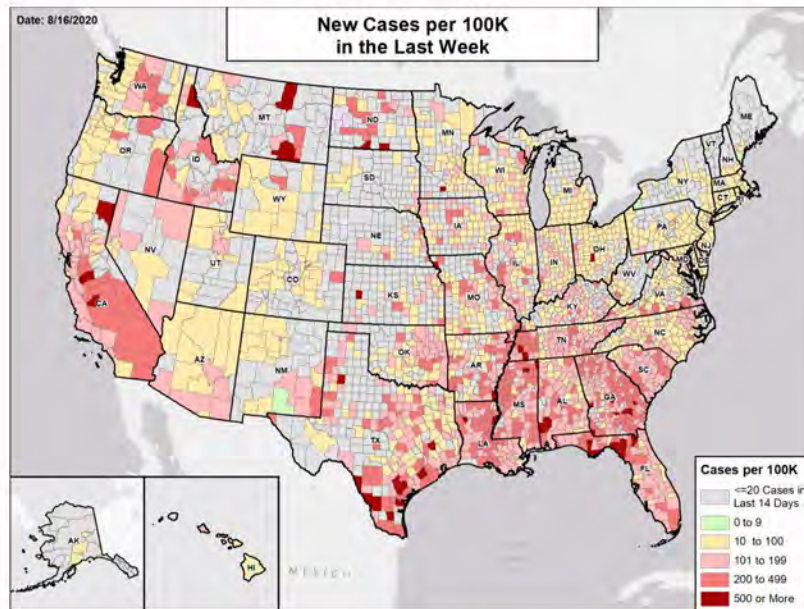 Date: 8/16/2020
New Cases per 100K
in the Last Week
WA
MT
ND
MN
ME
OR
ID
SD
WI
MI
VT
NH
NY
MA
CT
WY
IA
PA
NJ
NE
OH
MD
DE
NV
UT
CO
IL
IN
WV
VA
CA
KS
MO
KY
NC
AZ
NM
OK
AR
TN
SC
MS
AL
GA
TX
LA
FL
AK
HI
MEXICO
Cases per 100K
<=20 Cases in
Last 14 Days
0 to 9
10 to 100
101 to 199
200 to 499
500 or More